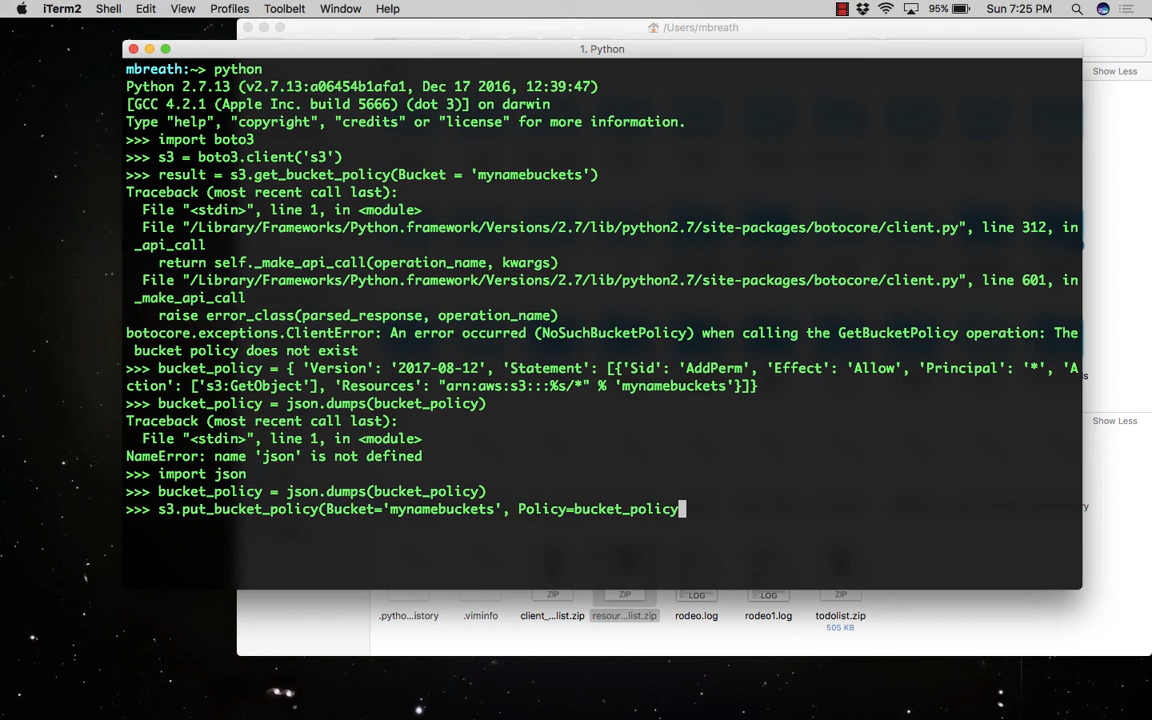 iTerm2 Shell Edit View Profiles Toolbelt Window Help 95% Sun 7:25 PM
/Users/mbreath
1. Python
Show Less
mbreath:~> python
Python 2.7.13 (v2.7.13:a06454b1afa1, Dec 17 2016, 12:39:47)
[GCC 4.2.1 (Apple Inc. build 5666) (dot 3)] on darwin
Type "help", "copyright", "credits" or "license" for more information.
>>> import boto3
>>> s3 = boto3.client('s3')
>>> result = s3.get_bucket_policy(Bucket = 'mynamebuckets')
Traceback (most recent call last):
  File "<stdin>", line 1, in <module>
  File "/Library/Frameworks/Python.framework/Versions/2.7/lib/python2.7/site-packages/botocore/client.py", line 312, in
_api_call
    return self._make_api_call(operation_name, kwargs)
  File "/Library/Frameworks/Python.framework/Versions/2.7/lib/python2.7/site-packages/botocore/client.py", line 601, in
_make_api_call
    raise error_class(parsed_response, operation_name)
botocore.exceptions.ClientError: An error occurred (NoSuchBucketPolicy) when calling the GetBucketPolicy operation: The
 bucket policy does not exist
>>> bucket_policy = { 'Version': '2017-08-12', 'Statement': [{'Sid': 'AddPerm', 'Effect': 'Allow', 'Principal': '*', 'A
ction': ['s3:GetObject'], 'Resources': "arn:aws:s3:::%s/*" % 'mynamebuckets'}]}
>>> bucket_policy = json.dumps(bucket_policy)
Traceback (most recent call last):
  File "<stdin>", line 1, in <module>
NameError: name 'json' is not defined
>>> import json
>>> bucket_policy = json.dumps(bucket_policy)
>>> s3.put_bucket_policy(Bucket='mynamebuckets', Policy=bucket_policy
Show Less
ZIP ZIP LOG LOG ZIP
.pytho...istory .viminfo client_...list.zip resour...list.zip rodeo.log rodeo1.log todolist.zip
505 KB